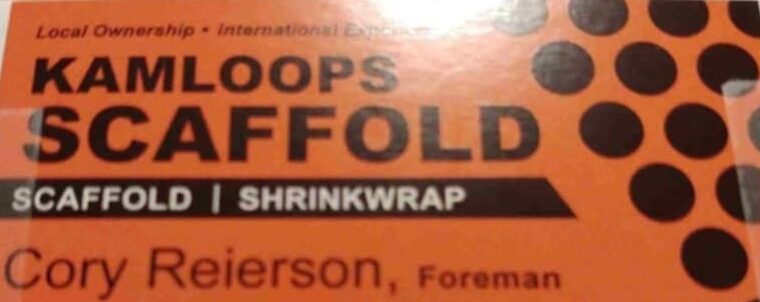 Local Ownership • International
KAMLOOPS
SCAFFOLD
SCAFFOLD | SHRINKWRAP
Cory Reierson, Foreman